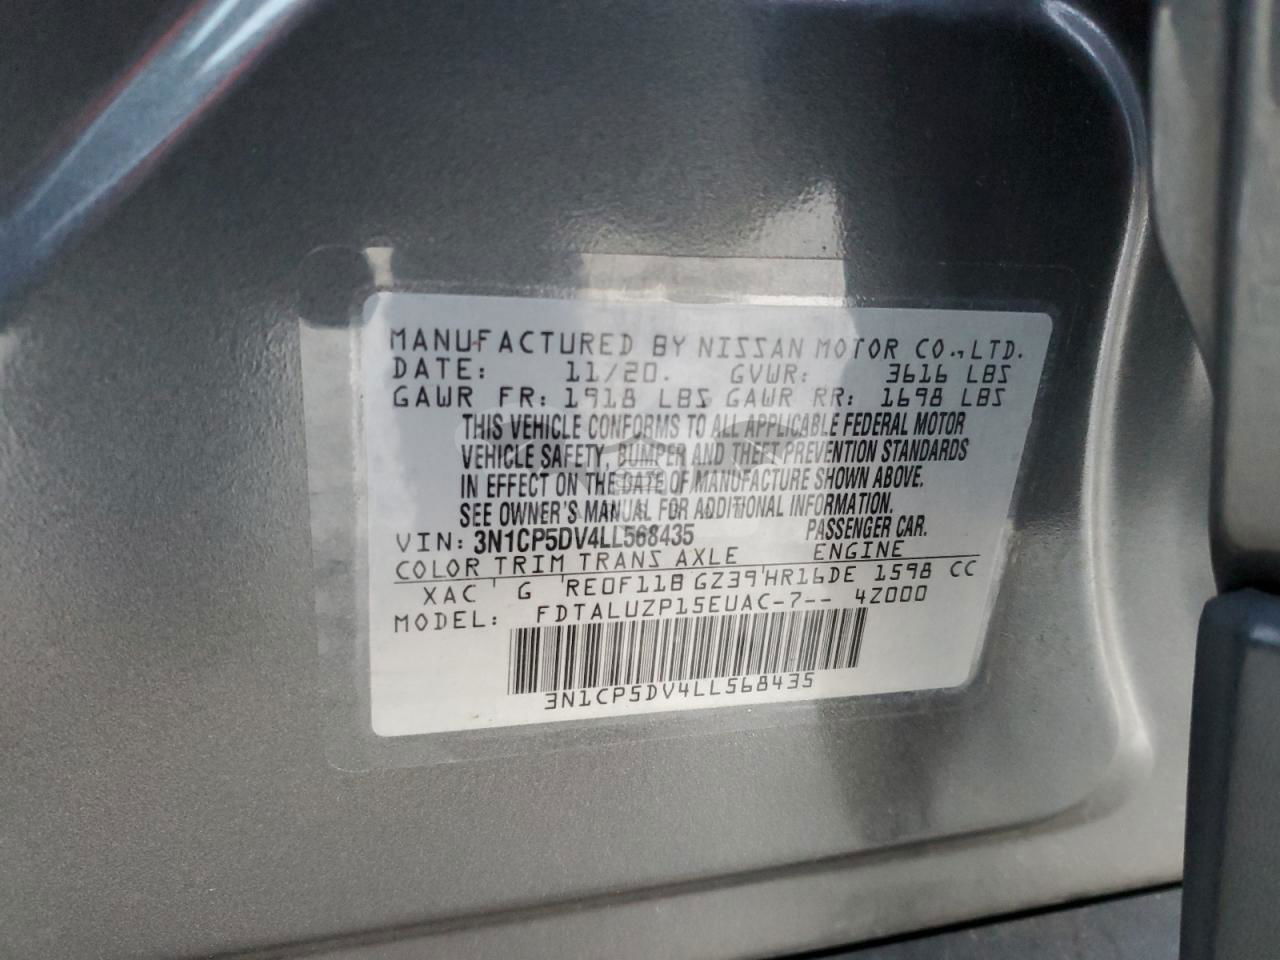 MANUFACTURED BY NISSAN MOTOR CO.,LTD.
DATE: 11/20. GVWR: 3616 LBS
GAWR FR: 1918 LBS GAWR RR: 1698 LBS
THIS VEHICLE CONFORMS TO ALL APPLICABLE FEDERAL MOTOR
VEHICLE SAFETY, BUMPER AND THEFT PREVENTION STANDARDS
IN EFFECT ON THE DATE OF MANUFACTURE SHOWN ABOVE.
SEE OWNER'S MANUAL FOR ADDITIONAL INFORMATION.
VIN: 3N1CP5DV4LL568435 PASSENGER CAR.
COLOR TRIM TRANS AXLE ENGINE
XAC G RE0F11B GZ39 HR16DE 1598 CC
MODEL: FDTALUZP15EUAC-7-- 4Z000
3N1CP5DV4LL568435